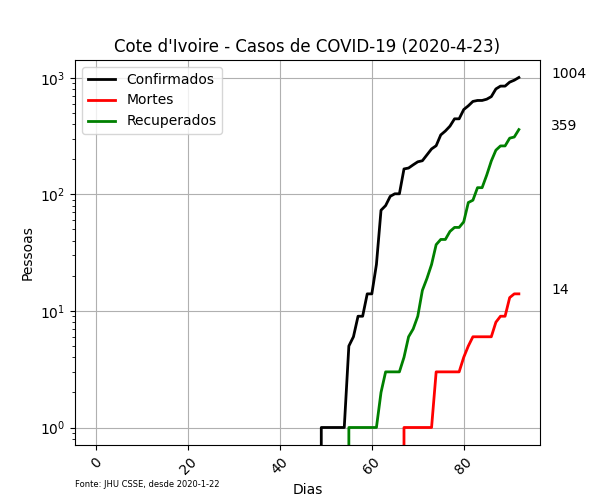 Cote d'Ivoire - Casos de COVID-19 (2020-4-23)
Confirmados
Mortes
Recuperados
1004
359
14
10³
10²
10¹
10⁰
Pessoas
0
20
40
60
80
Dias
Fonte: JHU CSSE, desde 2020-1-22